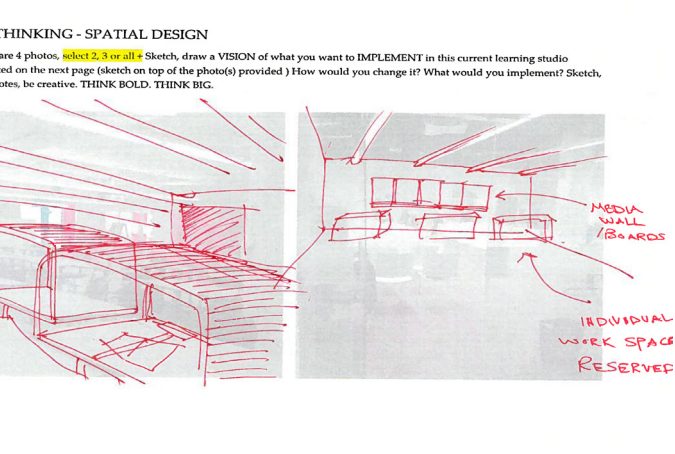 THINKING - SPATIAL DESIGN
are 4 photos, select 2, 3 or all + Sketch, draw a VISION of what you want to IMPLEMENT in this current learning studio
ed on the next page (sketch on top of the photo(s) provided ) How would you change it? What would you implement? Sketch,
otes, be creative. THINK BOLD. THINK BIG.
MEDIA
WALL
/BOARDS
INDIVIDUAL
WORK SPACE
RESERVED